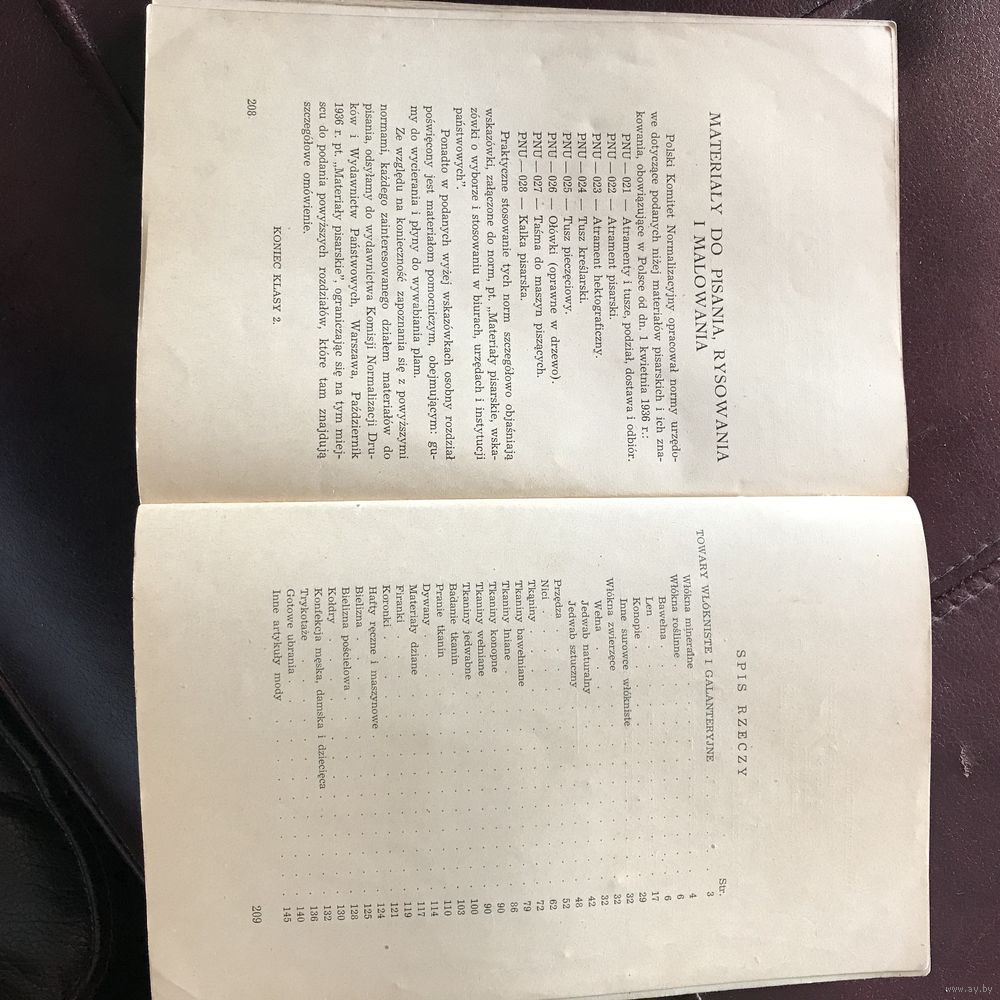 MATERIAŁY DO PISANIA, RYSOWANIA
I MALOWANIA
Polski Komitet Normalizacyjny opracował normy urzędo-
we dotyczące podanych niżej materiałów pisarskich i ich zna-
kowania, obowiązujące w Polsce od dn. 1 kwietnia 1936 r.:
PNU — 021 — Atramenty i tusze, podział, dostawa i odbiór.
PNU — 022 — Atrament pisarski.
PNU — 023 — Atrament hektograficzny.
PNU — 024 — Tusz kreślarski.
PNU — 025 — Tusz pieczęciowy.
PNU — 026 — Ołówki (oprawne w drzewo).
PNU — 027 — Taśma do maszyn piszących.
PNU — 028 — Kalka pisarska.
Praktyczne stosowanie tych norm szczegółowo objaśniają
wskazówki, załączone do norm, pt. „Materiały pisarskie, wska-
zówki o wyborze i stosowaniu w biurach, urzędach i instytucji
państwowych”.
Ponadto w podanych wyżej wskazówkach osobny rozdział
poświęcony jest materiałom pomocniczym, obejmującym: gu-
my do wycierania i płyny do wywabiania plam.
Ze względu na konieczność zapoznania się z powyższymi
normami, każdego zainteresowanego działem materiałów do
pisania, odsyłamy do wydawnictwa Komisji Normalizacji Dru-
ków i Wydawnictw Państwowych, Warszawa, Październik
1936 r. pt. „Materiały pisarskie”, ograniczając się na tym miej-
scu do podania powyższych rozdziałów, które tam znajdują
szczegółowe omówienie.
KONIEC KLASY 2.
208
SPIS RZECZY
Str.
TOWARY WŁÓKNISTE I GALANTERYJNE . . . . . 3
Włókna mineralne . . . . . 4
Włókna roślinne . . . . . 6
Bawełna . . . . . 6
Len . . . . . 17
Konopie . . . . . 29
Inne surowce włókniste . . . . . 32
Włókna zwierzęce . . . . . 32
Wełna . . . . . 32
Jedwab naturalny . . . . . 42
Jedwab sztuczny . . . . . 48
Przędza . . . . . 52
Nici . . . . . 62
Tkaniny . . . . . 72
Tkaniny bawełniane . . . . . 79
Tkaniny lniane . . . . . 86
Tkaniny konopne . . . . . 90
Tkaniny wełniane . . . . . 90
Tkaniny jedwabne . . . . . 100
Badanie tkanin . . . . . 103
Pranie tkanin . . . . . 110
Dywany . . . . . 114
Materiały dziane . . . . . 117
Firanki . . . . . 119
Koronki . . . . . 121
Hafty ręczne i maszynowe . . . . . 124
Bielizna . . . . . 125
Bielizna pościelowa . . . . . 128
Kołdry . . . . . 130
Konfekcja męska, damska i dziecięca . . . . . 132
Trykotaże . . . . . 136
Gotowe ubrania . . . . . 140
Inne artykuły mody . . . . . 145
209
www.ay.by